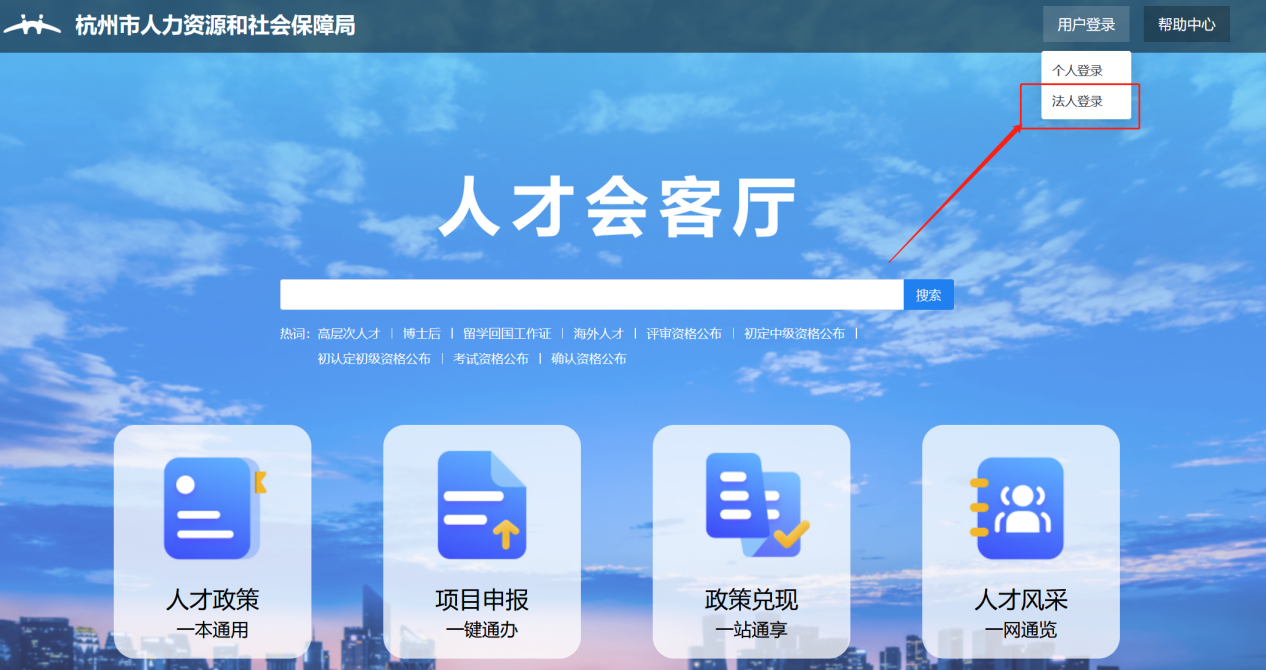 杭州市人力资源和社会保障局
用户登录 帮助中心
个人登录
法人登录
人才会客厅
搜索
热词: 高层次人才 | 博士后 | 留学回国工作证 | 海外人才 | 评审资格公布 | 初定中级资格公布 |
初认定初级资格公布 | 考试资格公布 | 确认资格公布
人才政策
一本通用
项目申报
一键通办
政策兑现
一站通享
人才风采
一网通览